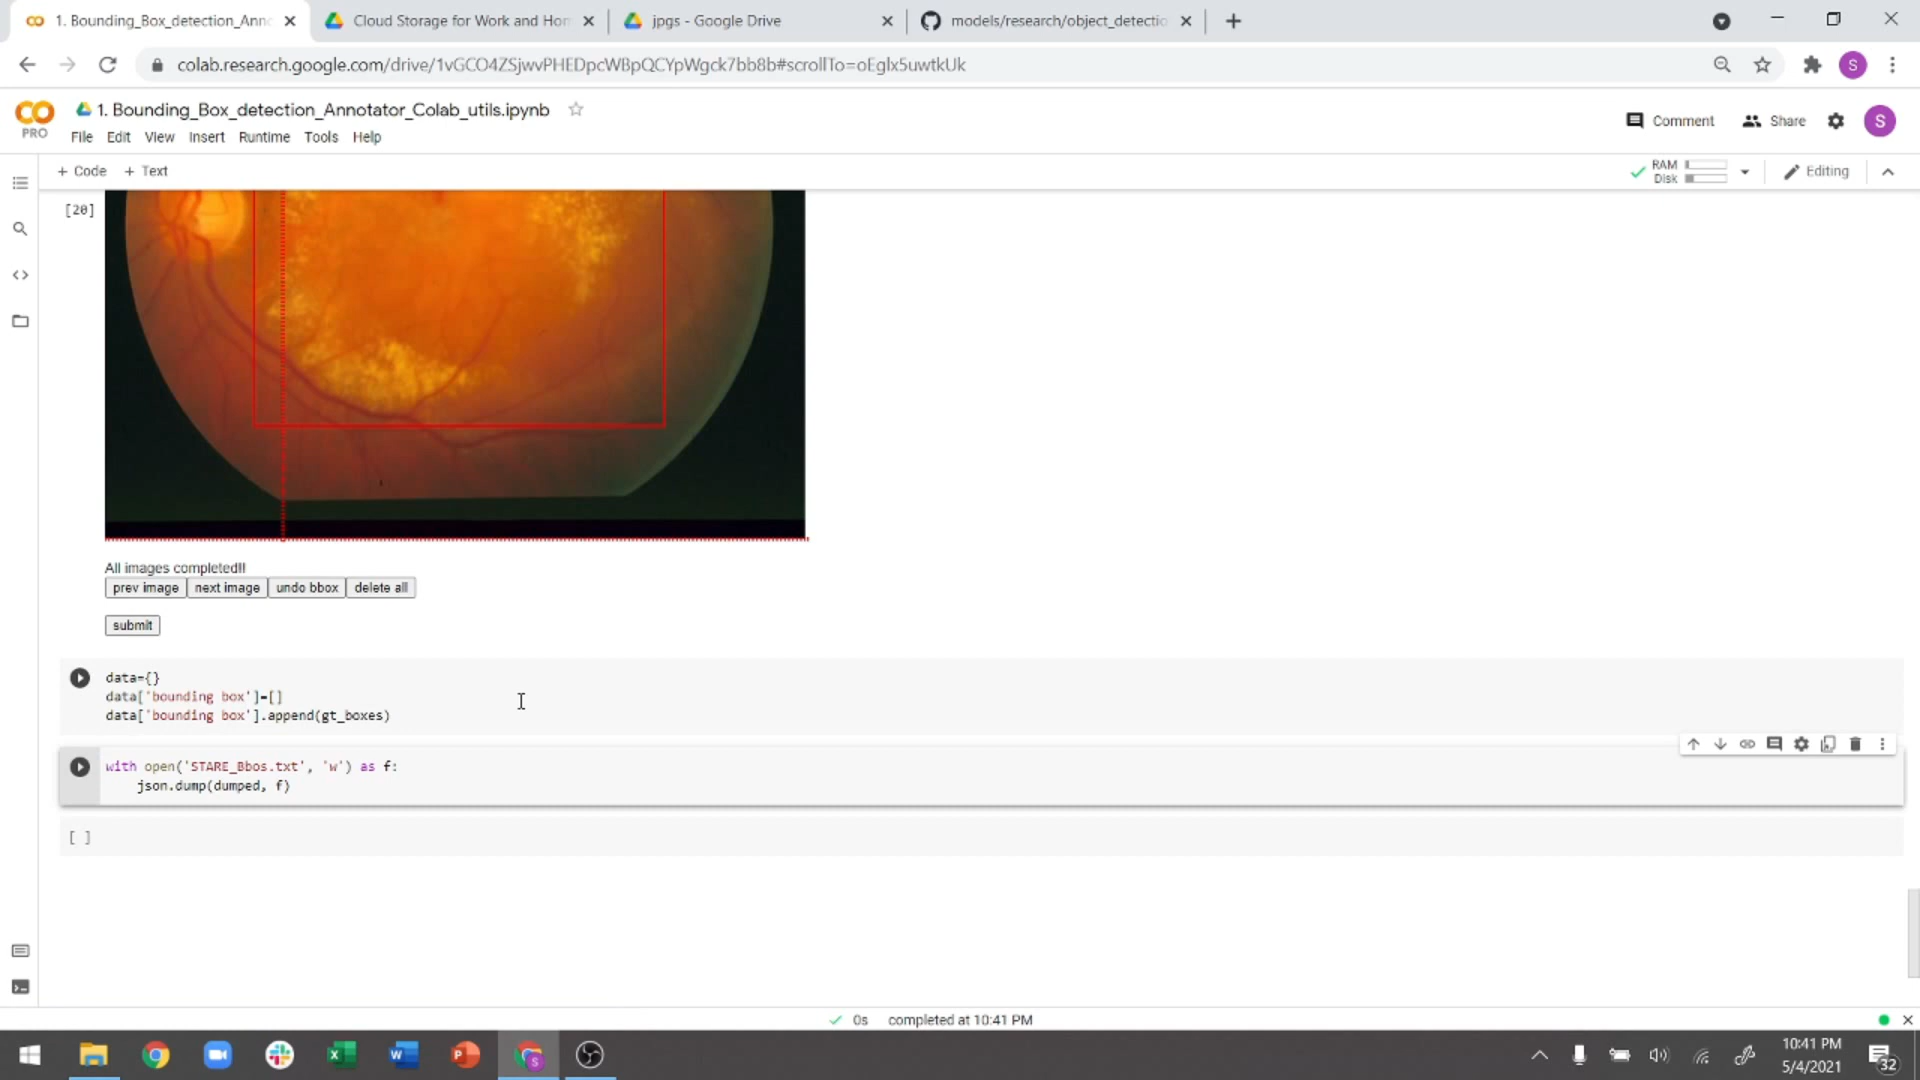 1. Bounding_Box_detection_Anno
Cloud Storage for Work and Hom
jpgs - Google Drive
models/research/object_detectio
colab.research.google.com/drive/1vGCO4ZSjwvPHEDpcWBpQCYpWgck7bb8b#scrollTo=oEglx5uwtkUk
S
PRO
1. Bounding_Box_detection_Annotator_Colab_utils.ipynb
Comment
Share
S
File Edit View Insert Runtime Tools Help
+ Code + Text
RAM
Disk
Editing
[20]
All images completed!!
prev image next image undo bbox delete all
submit
data={}
data['bounding box']=[]
data['bounding box'].append(gt_boxes)
with open('STARE_Bbos.txt', 'w') as f:
json.dump(dumped, f)
[ ]
0s completed at 10:41 PM
10:41 PM
5/4/2021
32